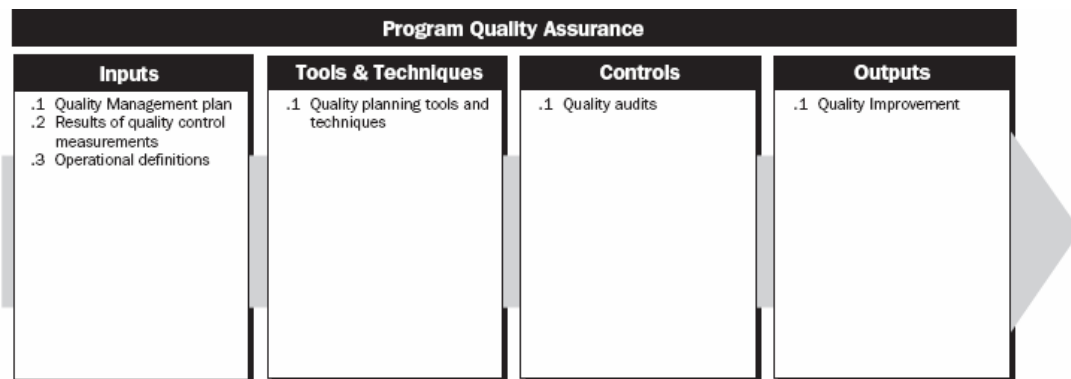 Program Quality Assurance
Inputs
.1 Quality Management plan
.2 Results of quality control
measurements
.3 Operational definitions
Tools & Techniques
.1 Quality planning tools and
techniques
Controls
.1 Quality audits
Outputs
.1 Quality Improvement